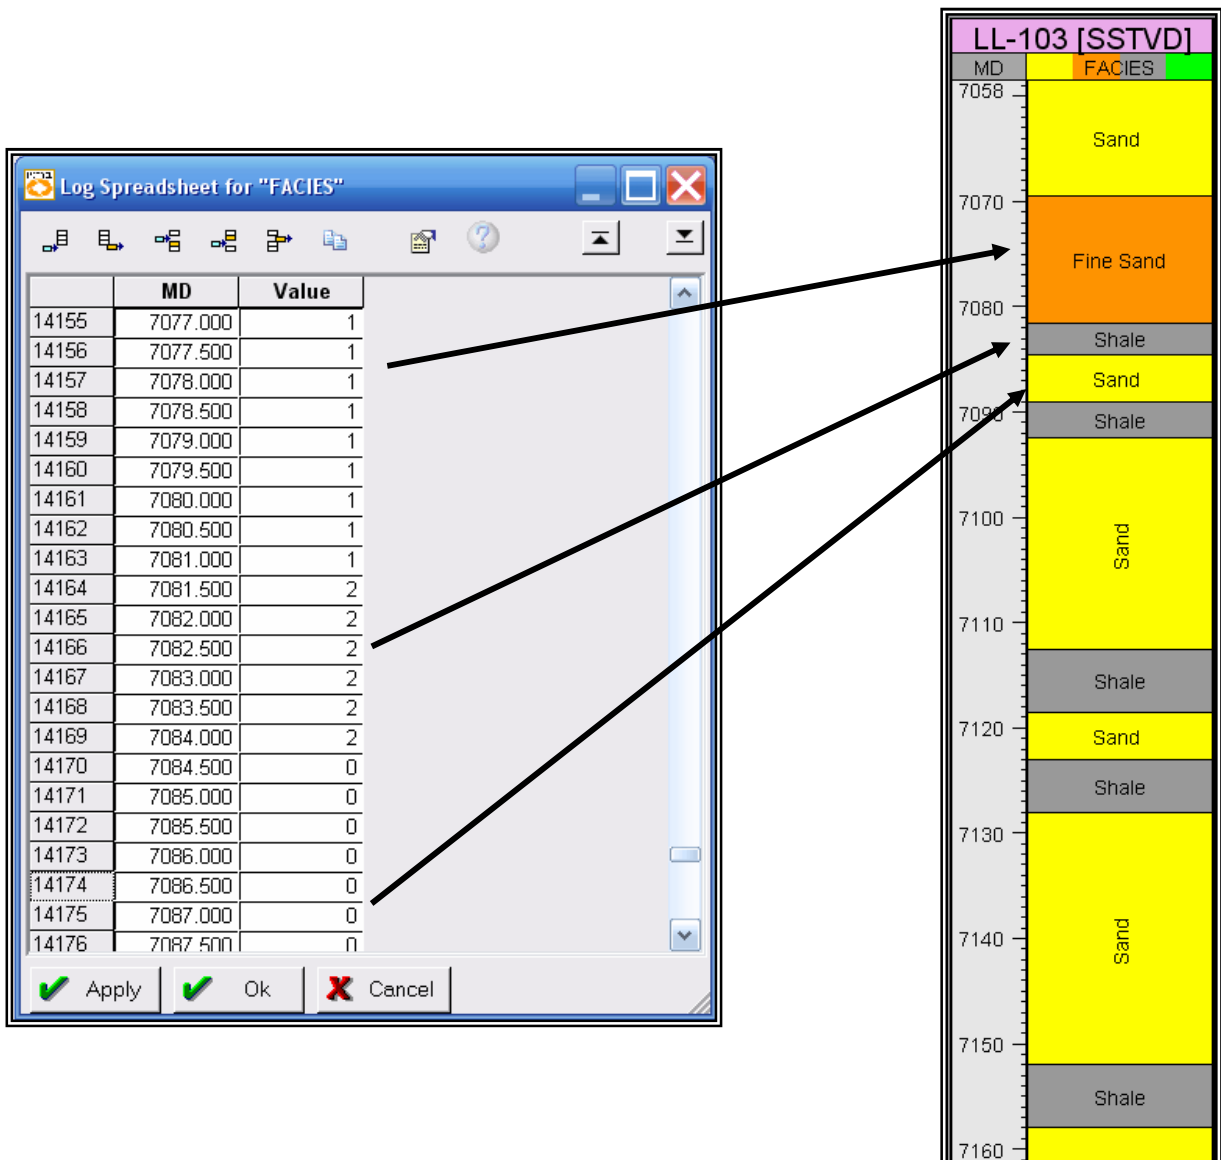 Log Spreadsheet for "FACIES"
MD Value
14155 7077.000 1
14156 7077.500 1
14157 7078.000 1
14158 7078.500 1
14159 7079.000 1
14160 7079.500 1
14161 7080.000 1
14162 7080.500 1
14163 7081.000 1
14164 7081.500 2
14165 7082.000 2
14166 7082.500 2
14167 7083.000 2
14168 7083.500 2
14169 7084.000 2
14170 7084.500 0
14171 7085.000 0
14172 7085.500 0
14173 7086.000 0
14174 7086.500 0
14175 7087.000 0
14176 7087.500 0
Apply Ok Cancel
LL-103 [SSTVD]
MD FACIES
7058
Sand
7070
Fine Sand
7080
Shale
Sand
7090
Shale
7100
Sand
7110
Shale
7120
Sand
Shale
7130
Sand
7140
7150
Shale
7160